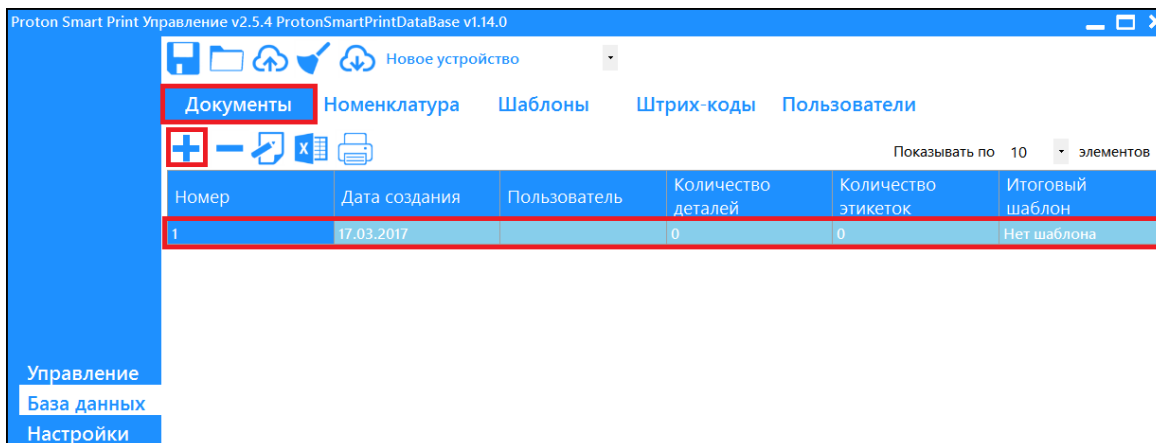 Proton Smart Print Управление v2.5.4 ProtonSmartPrintDataBase v1.14.0
Новое устройство
Документы Номенклатура Шаблоны Штрих-коды Пользователи
Показывать по 10 элементов
Номер Дата создания Пользователь Количество деталей Количество этикеток Итоговый шаблон
1 17.03.2017 0 0 Нет шаблона
Управление
База данных
Настройки